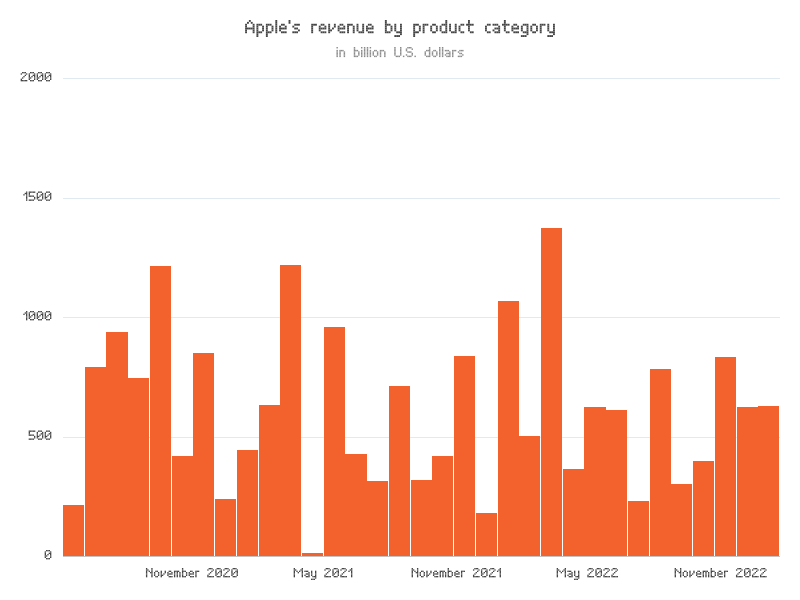 Apple's revenue by product category
in billion U.S. dollars
2000
1500
1000
500
0
November 2020 May 2021 November 2021 May 2022 November 2022